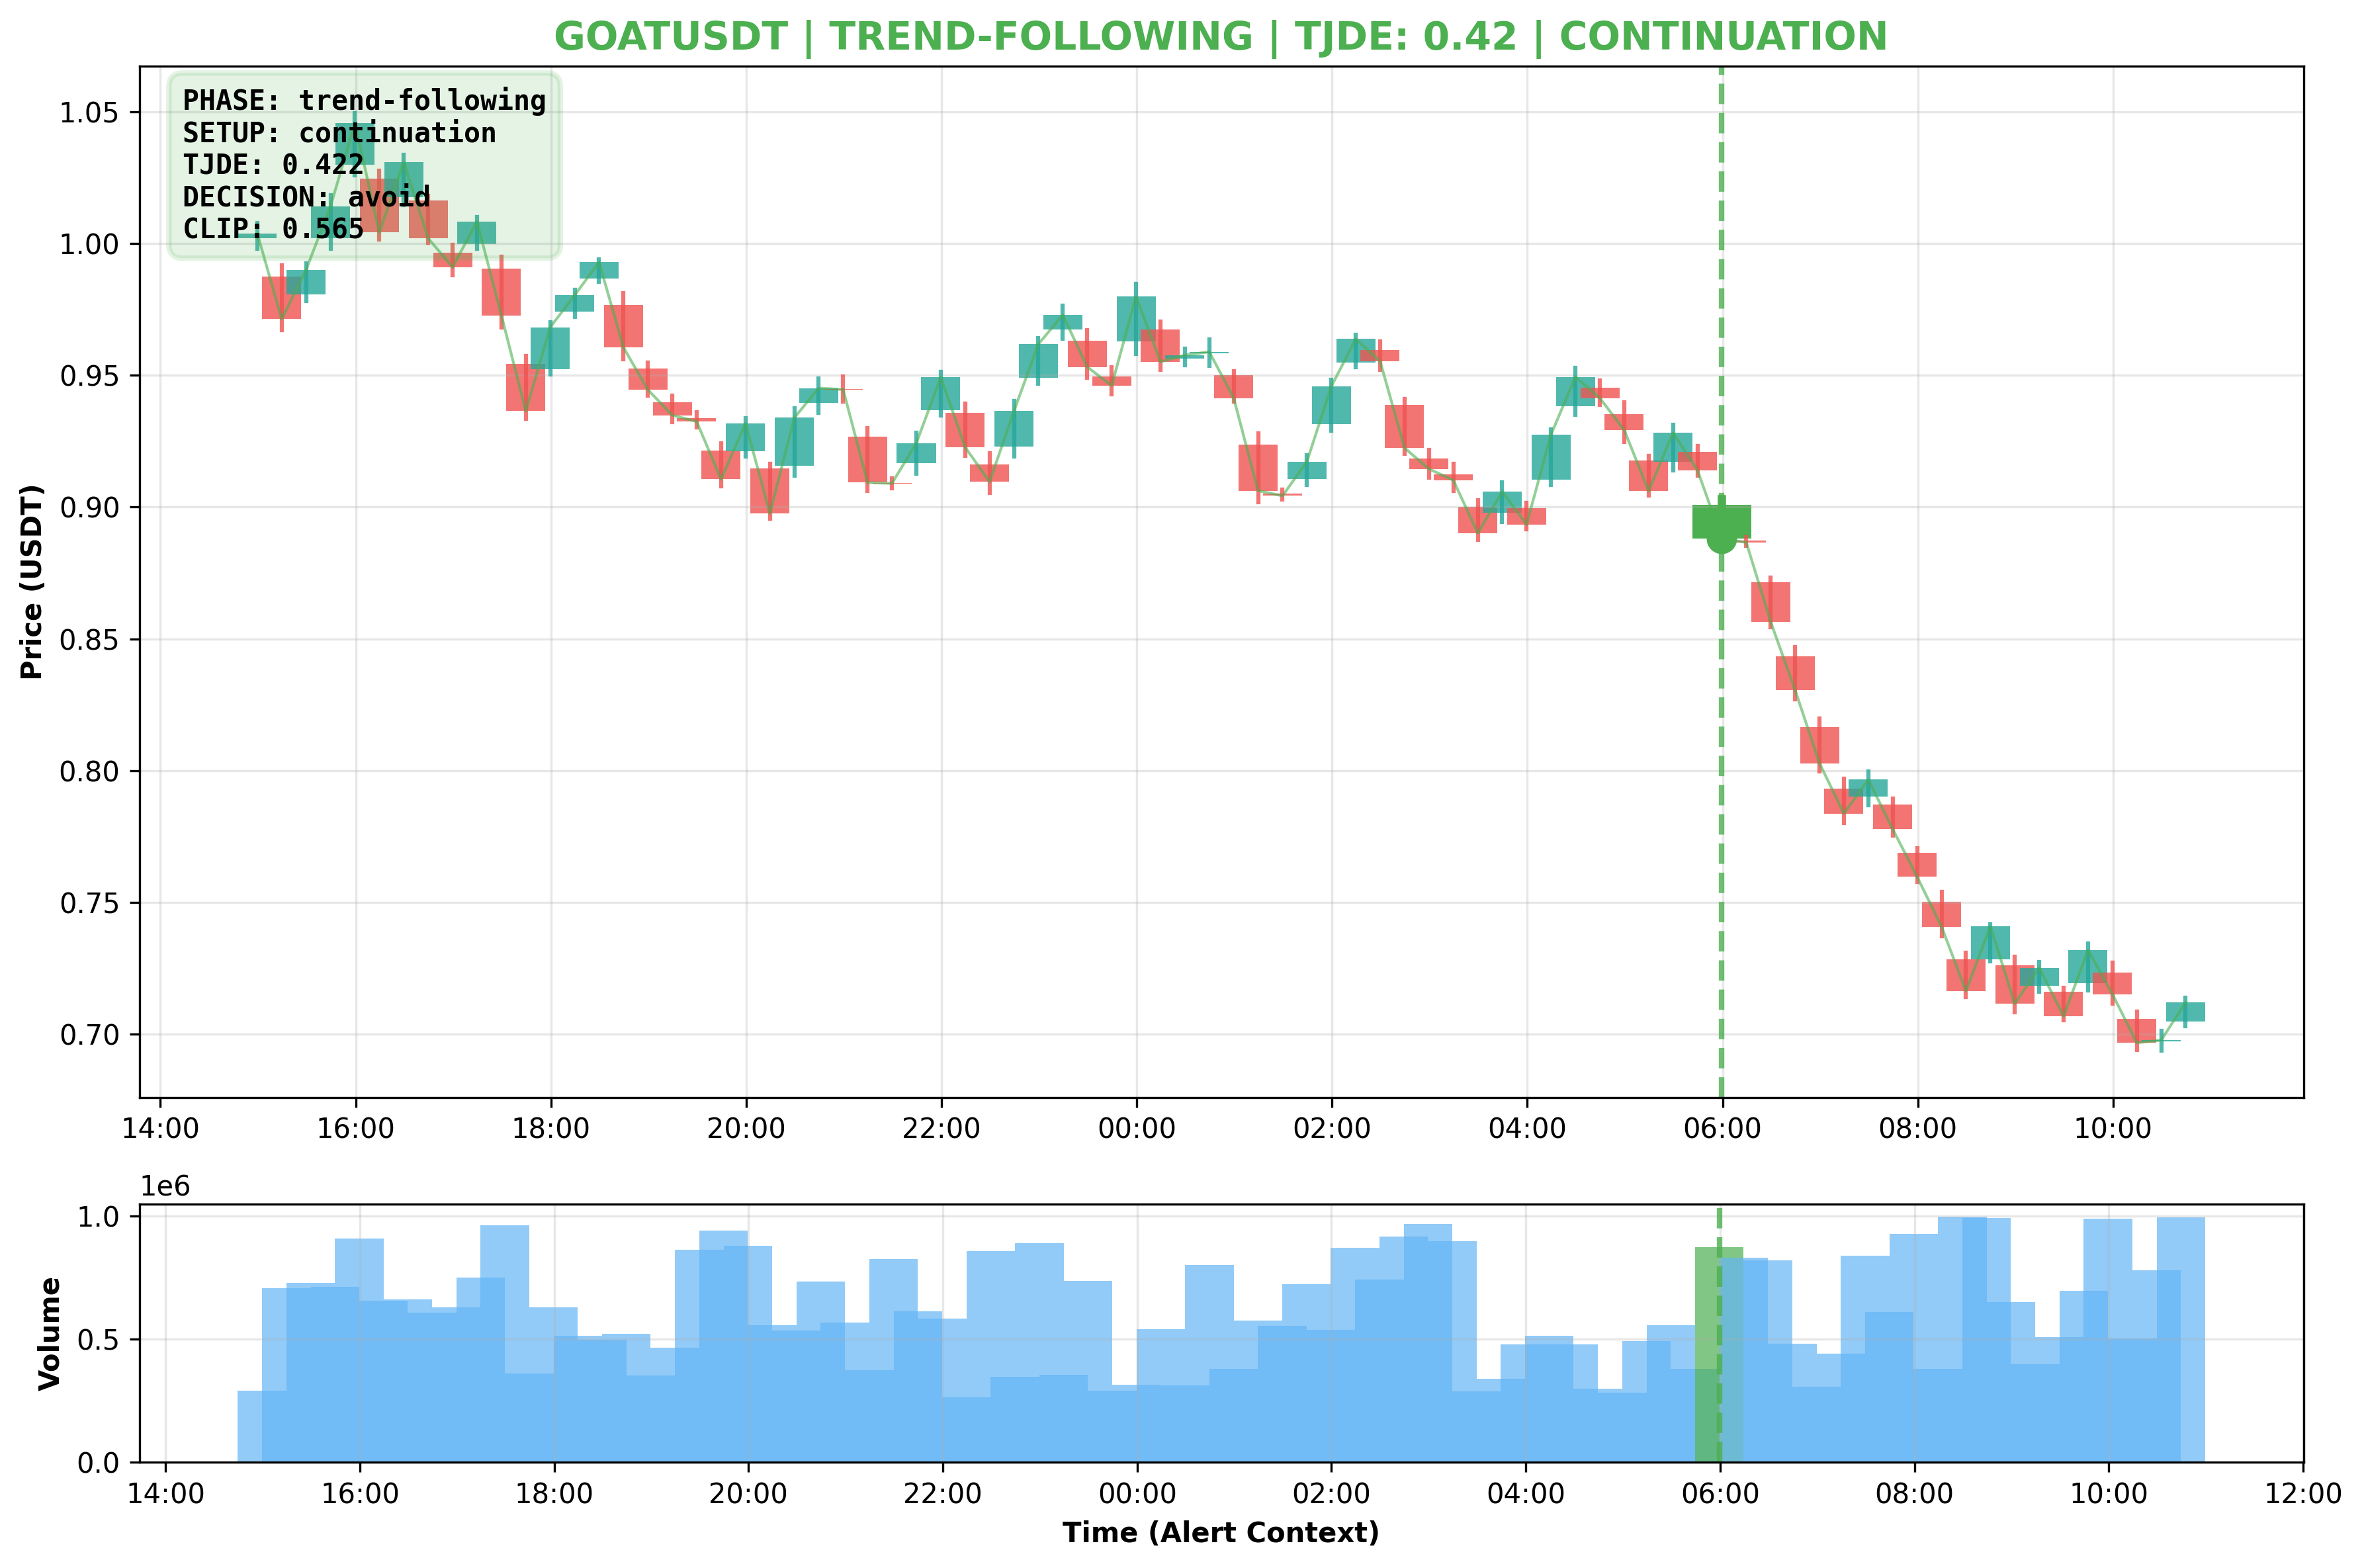 GOATUSDT | TREND-FOLLOWING | TJDE: 0.42 | CONTINUATION
PHASE: trend-following
SETUP: continuation
TJDE: 0.422
DECISION: avoid
CLIP: 0.565
Price (USDT)
1.05
1.00
0.95
0.90
0.85
0.80
0.75
0.70
14:00 16:00 18:00 20:00 22:00 00:00 02:00 04:00 06:00 08:00 10:00
1e6
Volume
1.0
0.5
0.0
14:00 16:00 18:00 20:00 22:00 00:00 02:00 04:00 06:00 08:00 10:00 12:00
Time (Alert Context)